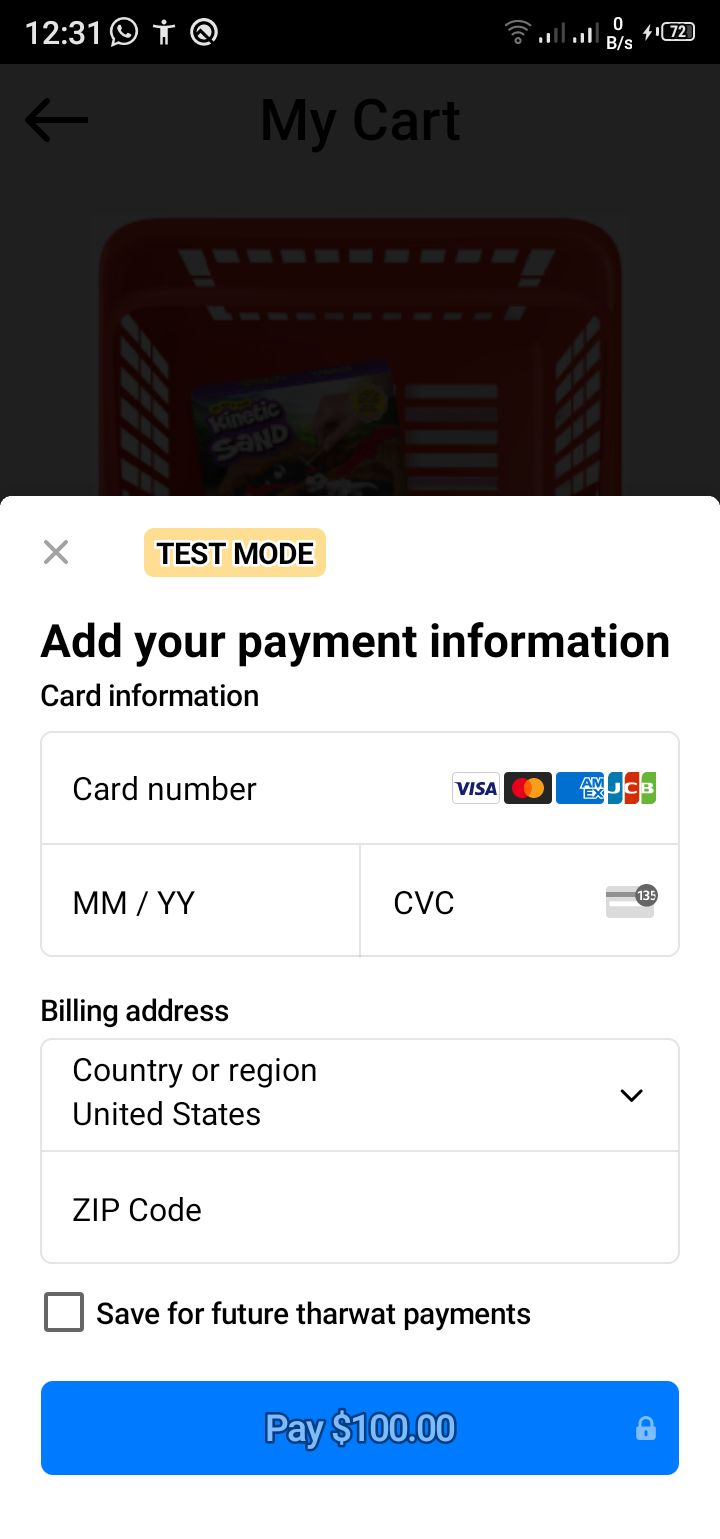 12:31
0
B/s
72
My Cart
Kinetic
SAND
TEST MODE
Add your payment information
Card information
Card number
VISA
AM
EX
JCB
MM / YY
CVC
135
Billing address
Country or region
United States
ZIP Code
Save for future tharwat payments
Pay $100.00